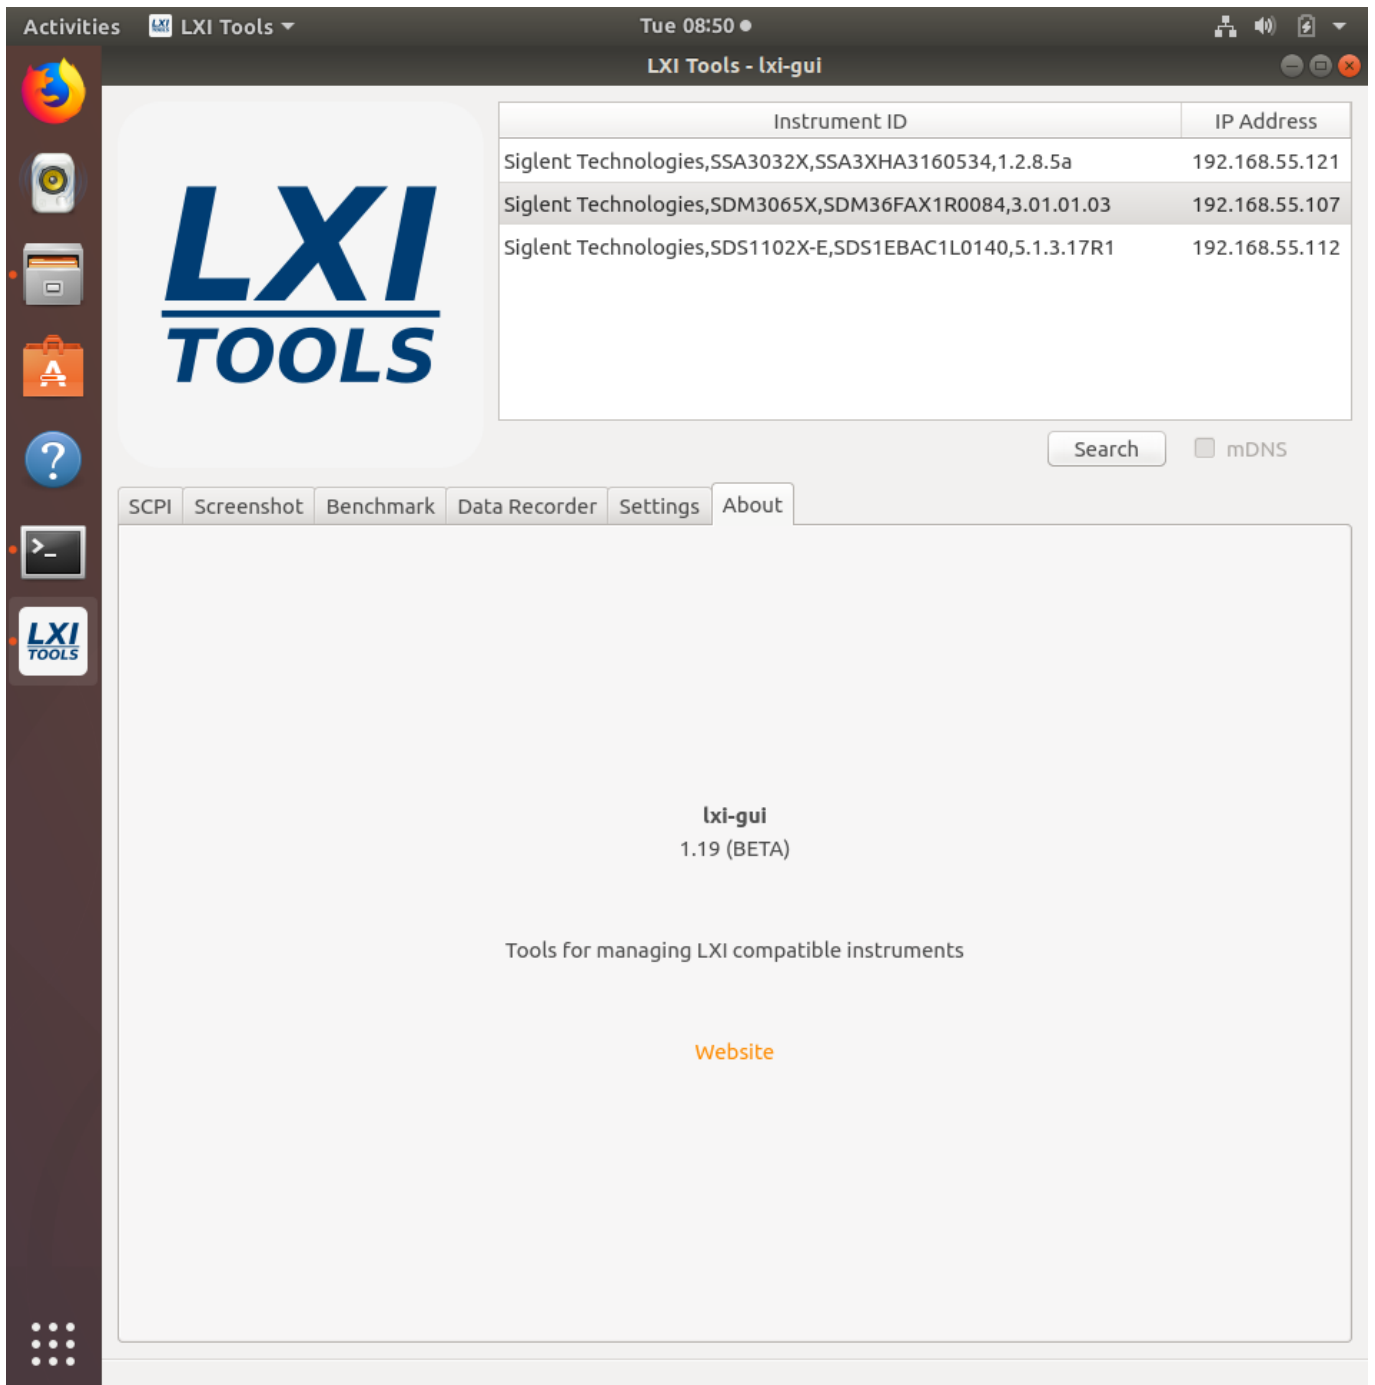 Activities LXI Tools Tue 08:50
LXI Tools - lxi-gui
LXI
TOOLS
Instrument ID IP Address
Siglent Technologies,SSA3032X,SSA3XHA3160534,1.2.8.5a 192.168.55.121
Siglent Technologies,SDM3065X,SDM36FAX1R0084,3.01.01.03 192.168.55.107
Siglent Technologies,SDS1102X-E,SDS1EBAC1L0140,5.1.3.17R1 192.168.55.112
Search mDNS
SCPI Screenshot Benchmark Data Recorder Settings About
LXI
TOOLS
lxi-gui
1.19 (BETA)
Tools for managing LXI compatible instruments
Website